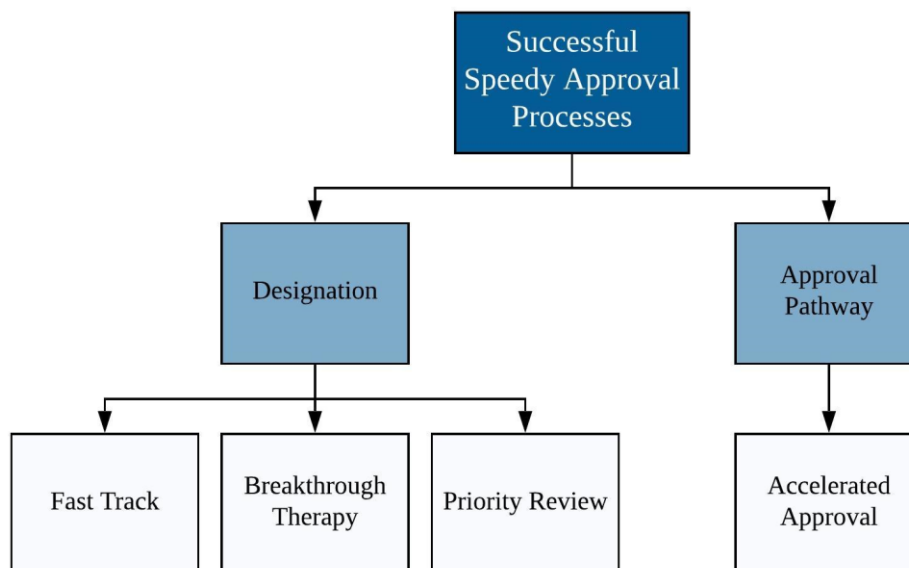 Successful
Speedy Approval
Processes
Designation
Approval
Pathway
Fast Track
Breakthrough
Therapy
Priority Review
Accelerated
Approval